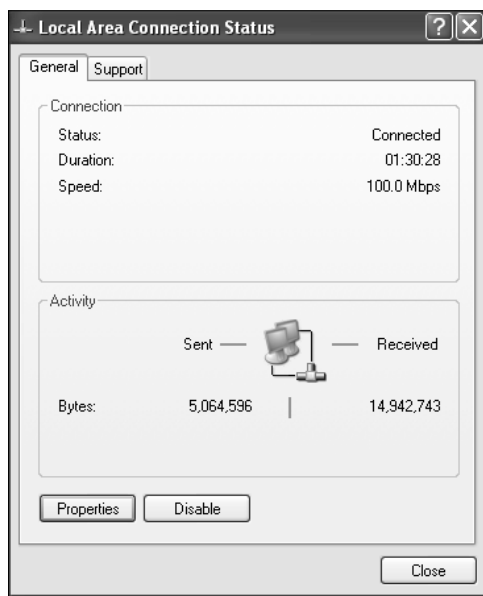 Local Area Connection Status
General Support
Connection
Status: Connected
Duration: 01:30:28
Speed: 100.0 Mbps
Activity
Sent Received
Bytes: 5,064,596 14,942,743
Properties Disable
Close